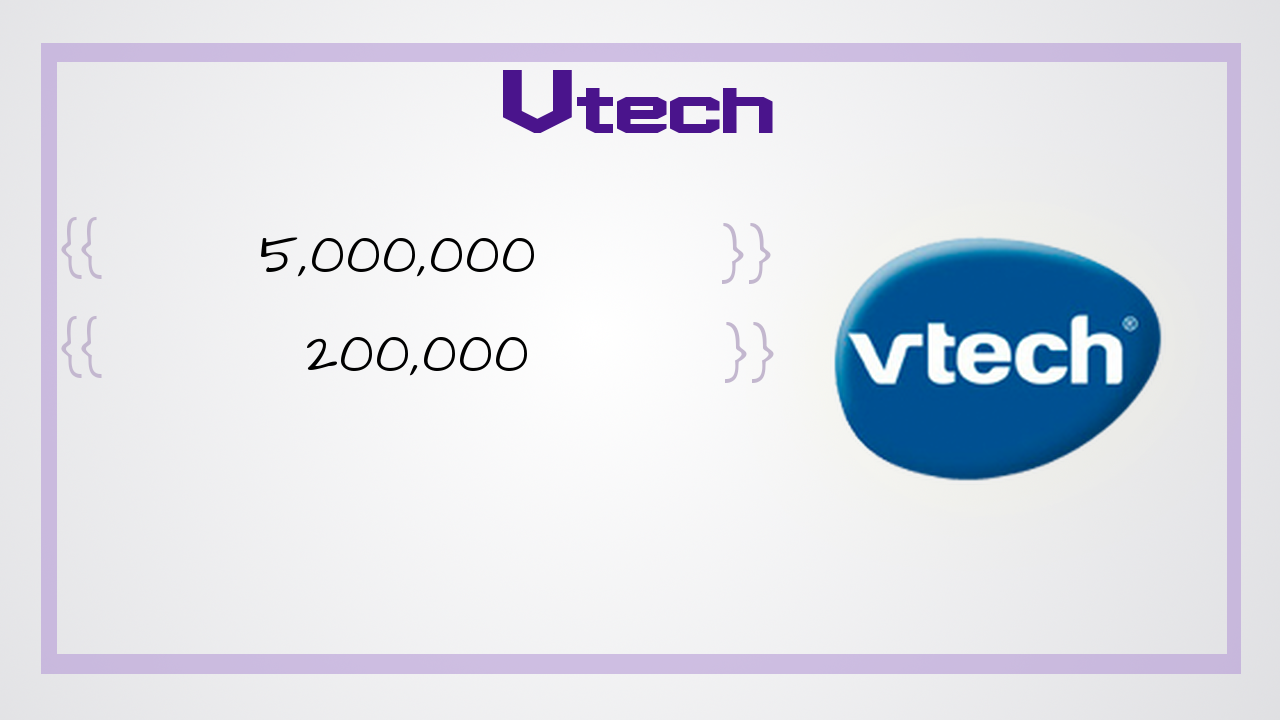 Vtech
{{ 5,000,000 }}
{{ 200,000 }}
vtech®